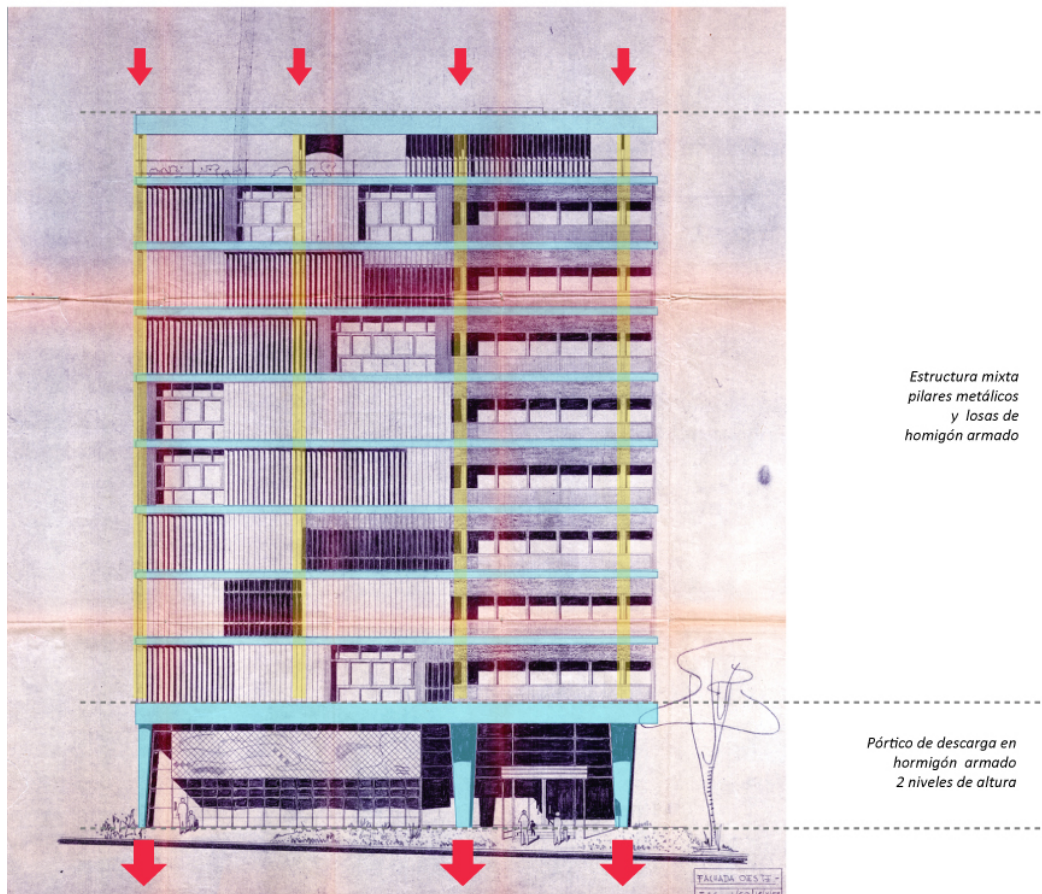 Estructura mixta
pilares metálicos
y losas de
homigón armado
Pórtico de descarga en
hormigón armado
2 niveles de altura
FACHADA OESTE -